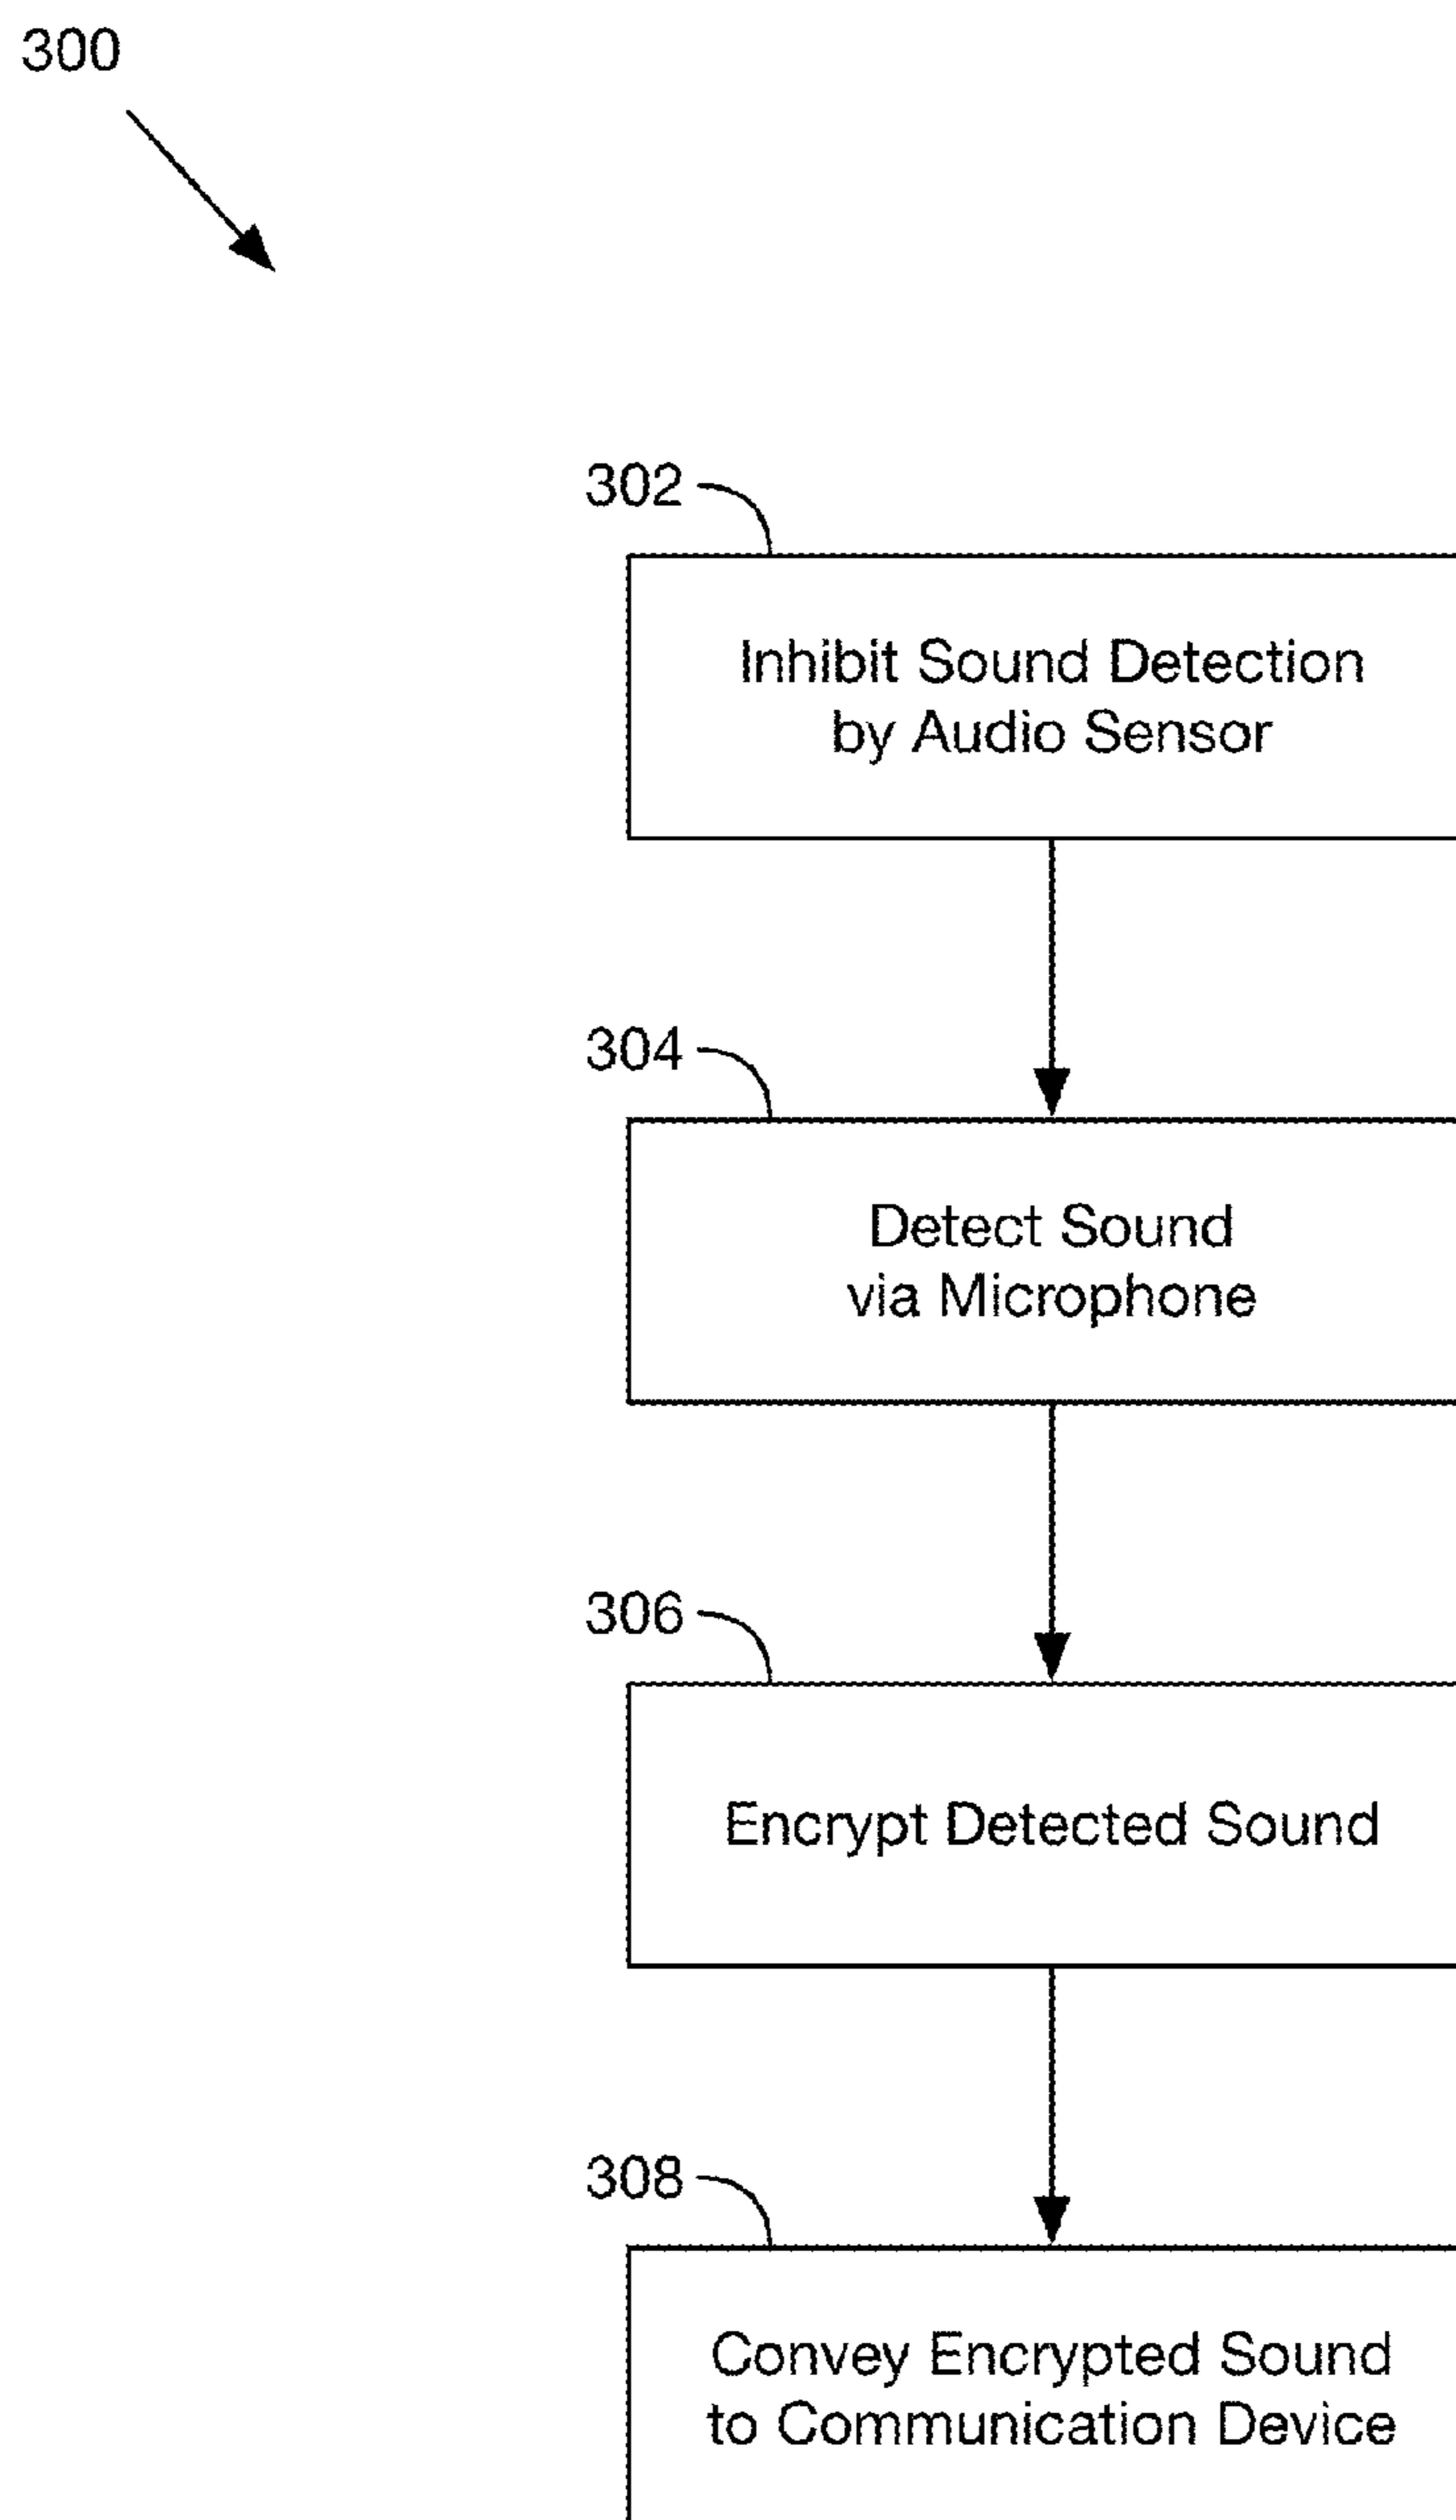 300
302
Inhibit Sound Detection
by Audio Sensor
304
Detect Sound
via Microphone
306
Encrypt Detected Sound
308
Convey Encrypted Sound
to Communication Device